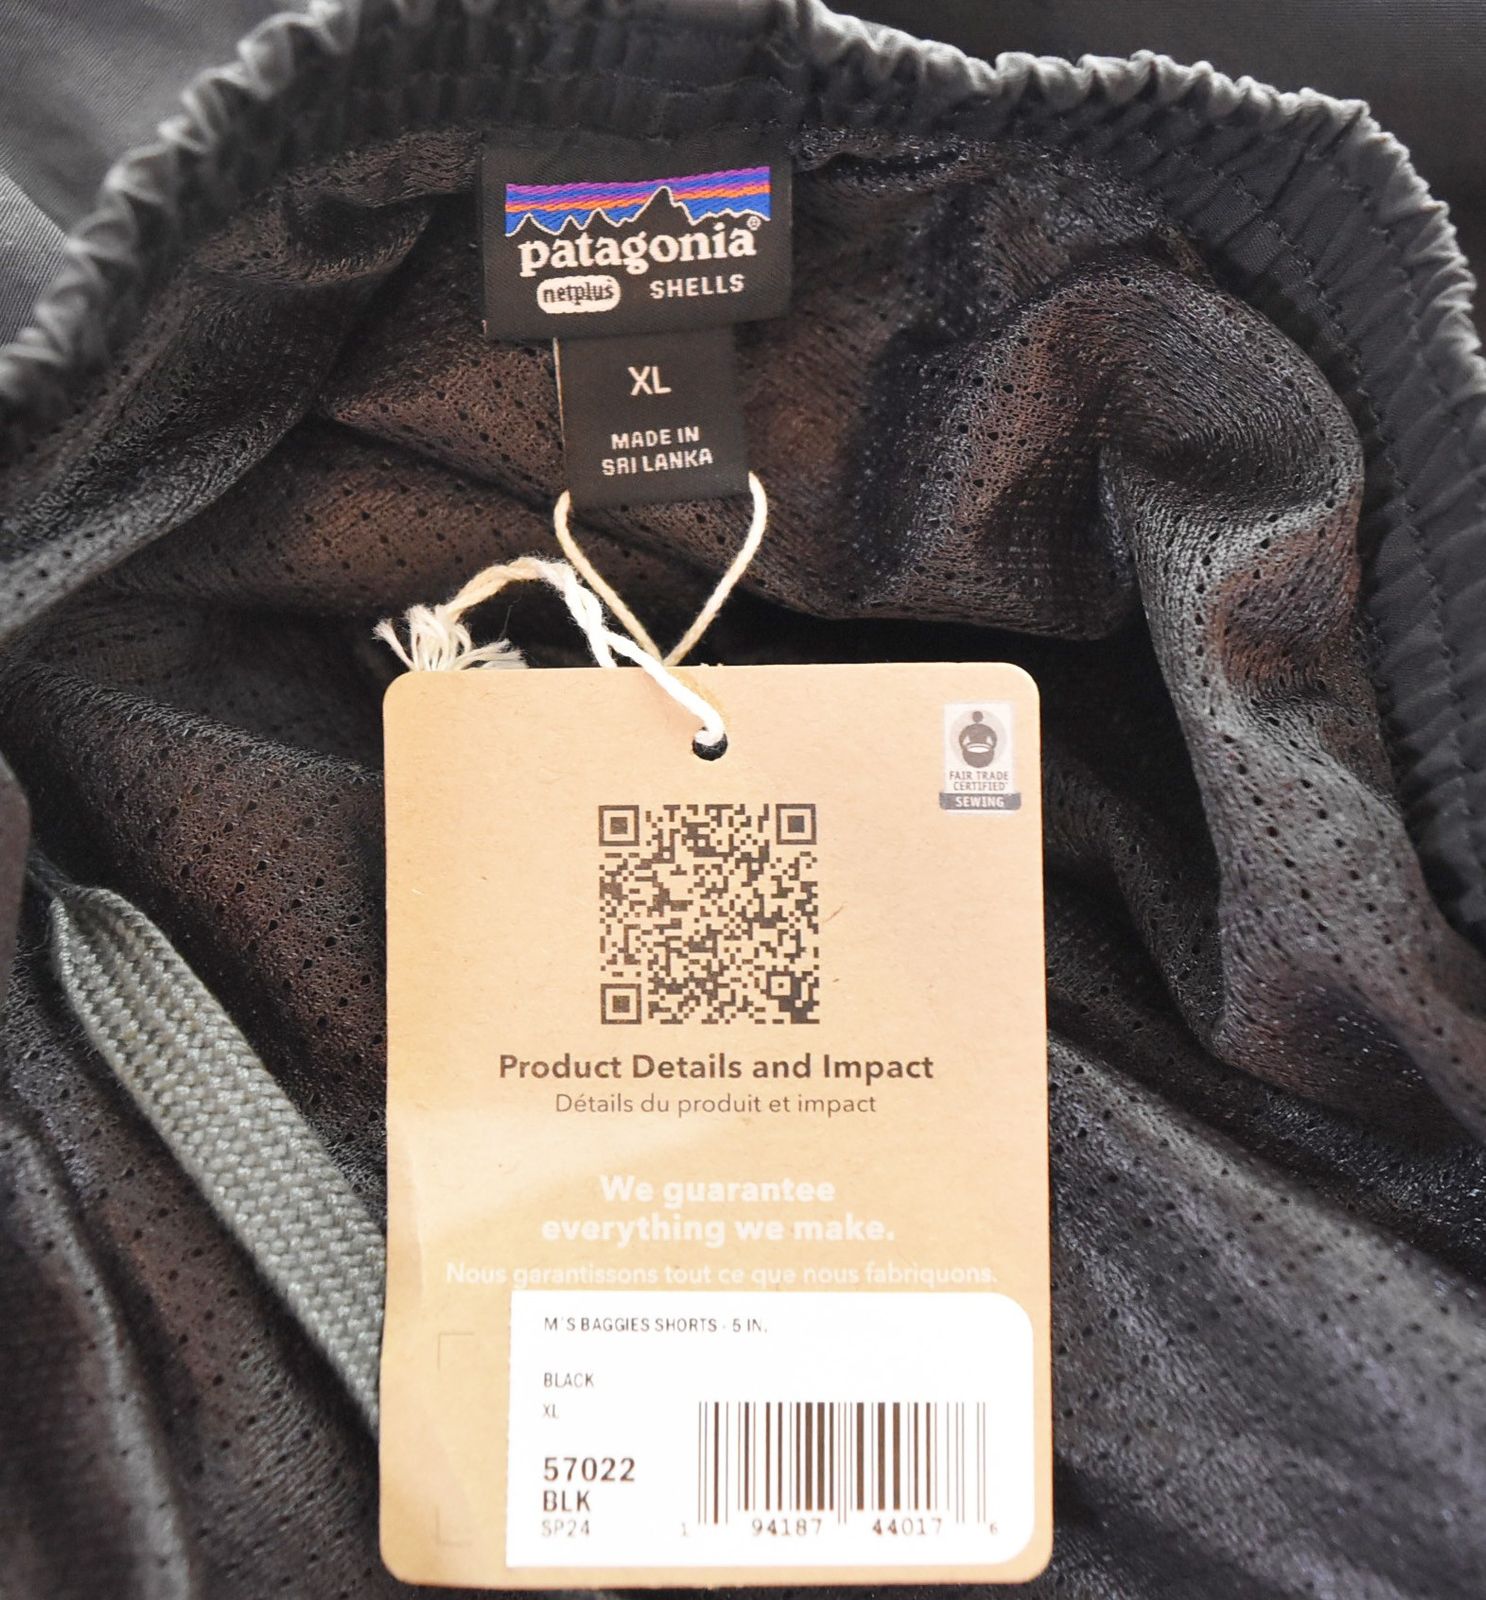 patagonia®
netplus SHELLS
XL
MADE IN
SRI LANKA
FAIR TRADE
CERTIFIED™
SEWING
Product Details and Impact
Détails du produit et impact
We guarantee
everything we make.
Nous garantissons tout ce que nous fabriquons.
M'S BAGGIES SHORTS - 5 IN.
BLACK
XL
57022
BLK
SP24
1 94187 44017 6